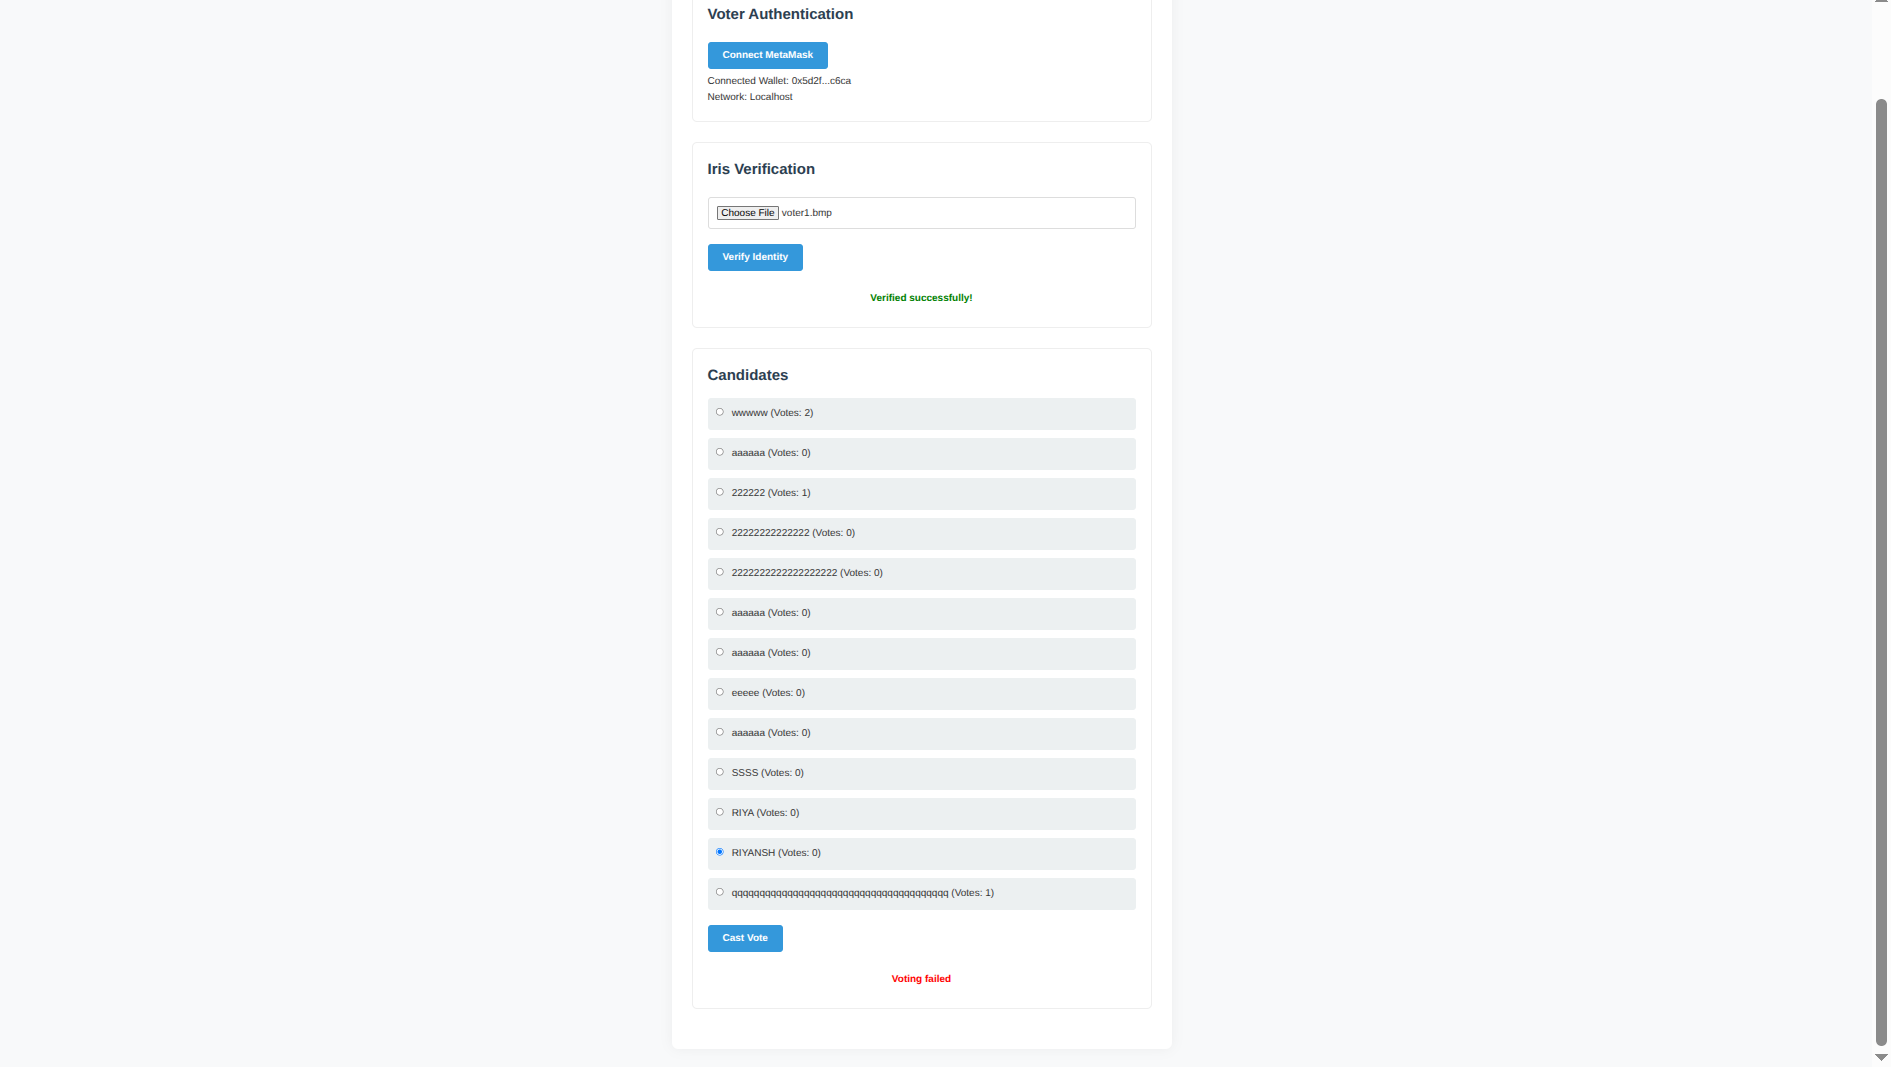 Voter Authentication
Connect MetaMask
Connected Wallet: 0x5d2f...c6ca
Network: Localhost
Iris Verification
Choose File voter1.bmp
Verify Identity
Verified successfully!
Candidates
wwwww (Votes: 2)
aaaaaa (Votes: 0)
222222 (Votes: 1)
22222222222222 (Votes: 0)
2222222222222222222 (Votes: 0)
aaaaaa (Votes: 0)
aaaaaa (Votes: 0)
eeeee (Votes: 0)
aaaaaa (Votes: 0)
SSSS (Votes: 0)
RIYA (Votes: 0)
RIYANSH (Votes: 0)
qqqqqqqqqqqqqqqqqqqqqqqqqqqqqqqqqqqqqqq (Votes: 1)
Cast Vote
Voting failed